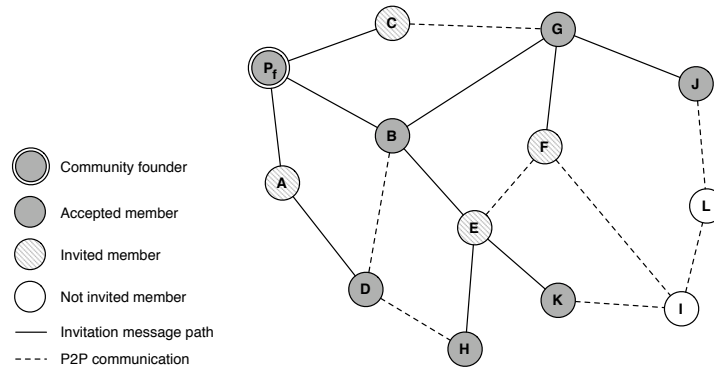 C
G
Pf
J
B
F
Community founder
A
Accepted member
L
E
Invited member
D
K
I
Not invited member
Invitation message path
H
P2P communication